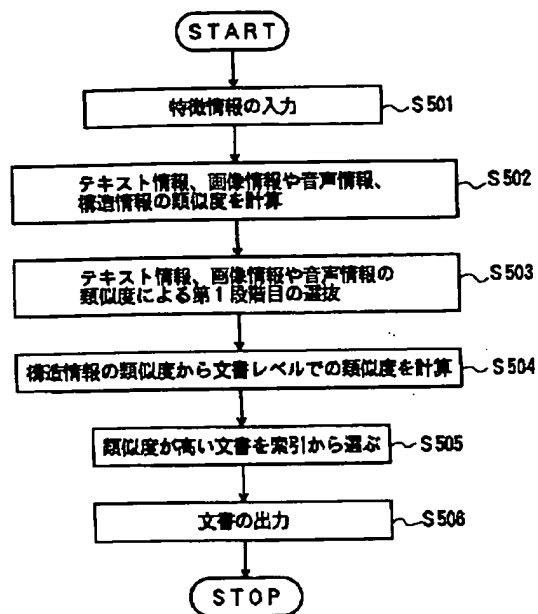 START
特徴情報の入力
S501
テキスト情報、画像情報や音声情報、
構造情報の類似度を計算
S502
テキスト情報、画像情報や音声情報の
類似度による第1段階目の選抜
S503
構造情報の類似度から文書レベルでの類似度を計算
S504
類似度が高い文書を索引から選ぶ
S505
文書の出力
S506
STOP